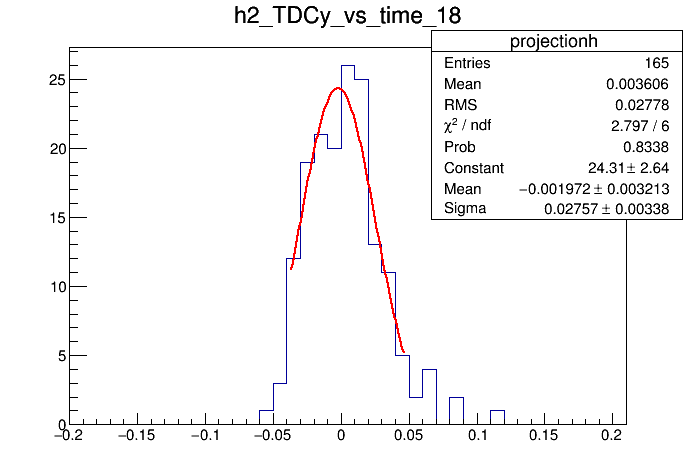 h2_TDCy_vs_time_18
projectionh
Entries 165
Mean 0.003606
RMS 0.02778
χ² / ndf 2.797 / 6
Prob 0.8338
Constant 24.31 ± 2.64
Mean −0.001972 ± 0.003213
Sigma 0.02757 ± 0.00338
25
20
15
10
5
0
−0.2 −0.15 −0.1 −0.05 0 0.05 0.1 0.15 0.2